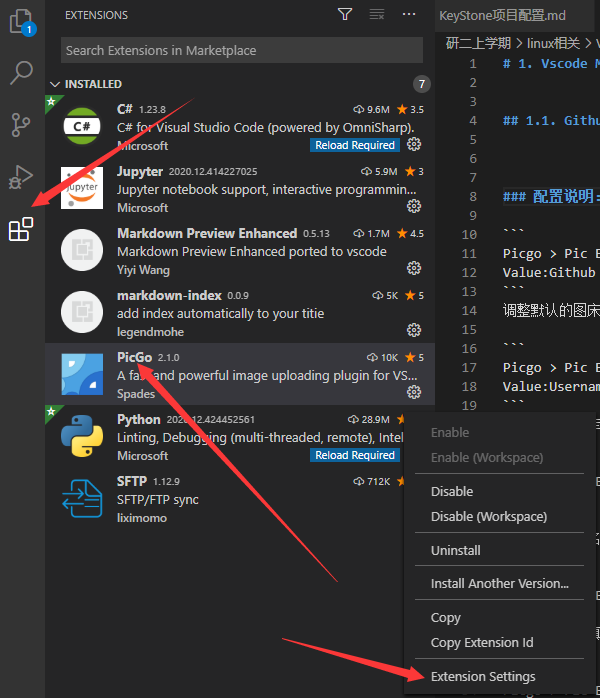 1
EXTENSIONS
Search Extensions in Marketplace
INSTALLED
7
C# 1.23.8 9.6M 3.5
C# for Visual Studio Code (powered by OmniSharp).
Microsoft
Reload Required
Jupyter 2020.12.414227025 5.9M 3
Jupyter notebook support, interactive programmin...
Microsoft
Markdown Preview Enhanced 0.5.13 1.7M 4.5
Markdown Preview Enhanced ported to vscode
Yiyi Wang
markdown-index 0.0.9 5K 5
add index automatically to your titie
legendmohe
PicGo 2.1.0 10K 5
A fast and powerful image uploading plugin for VS...
Spades
Python 2020.12.424452561 28.9M
Linting, Debugging (multi-threaded, remote), Intel
Microsoft
Reload Required
SFTP 1.12.9 712K
SFTP/FTP sync
liximomo
KeyStone项目配置.md
研二上学期 > linux相关 >
1 # 1. Vscode M
2
3
4 ## 1.1. Githu
5
6
7
8 ### 配置说明:
9
10 ```
11 Picgo > Pic B
12 Value:Github
13 ```
14 调整默认的图床
15
16 ```
17 Picgo > Pic B
18 Value:Usernam
19 ```
Enable
Enable (Workspace)
Disable
Disable (Workspace)
Uninstall
Install Another Version...
Copy
Copy Extension Id
Extension Settings